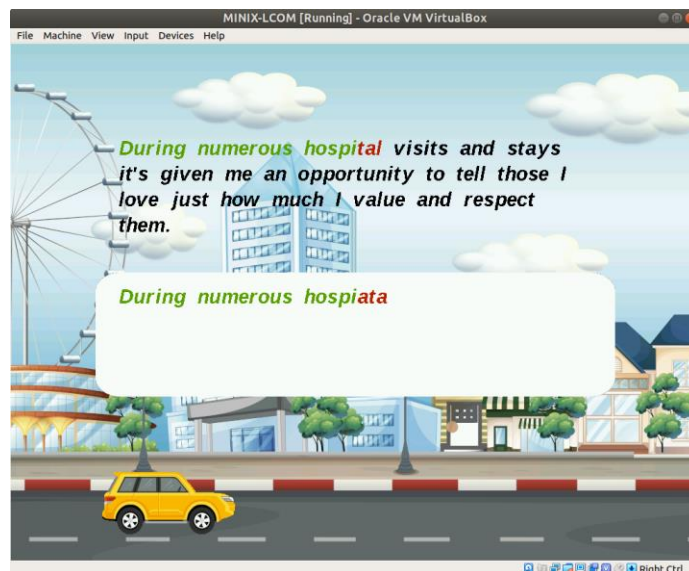 MINIX-LCOM [Running] - Oracle VM VirtualBox
File Machine View Input Devices Help
During numerous hospital visits and stays
it's given me an opportunity to tell those I
love just how much I value and respect
them.
During numerous hospiata
Right Ctrl